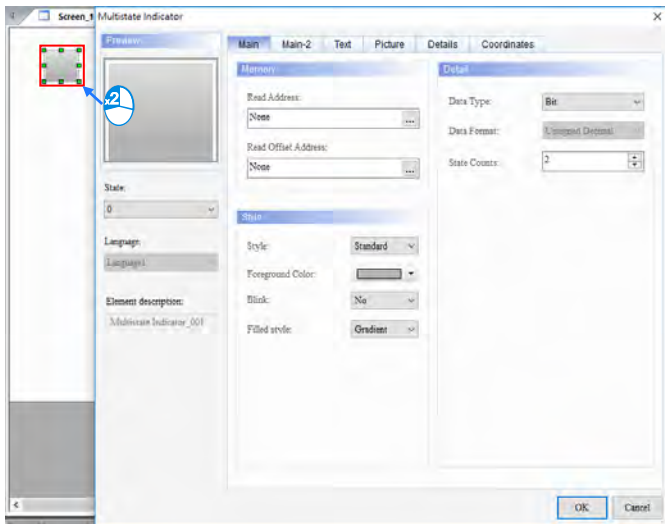 Screen_1
Multistate Indicator
Preview
State:
0
Language:
Language1
Element description:
Multistate Indicator_001
x2
Main Main-2 Text Picture Details Coordinates
Memory
Read Address:
None
...
Read Offset Address:
None
...
Style
Style: Standard
Foreground Color:
Blink: No
Filled style: Gradient
Detail
Data Type: Bit
Data Format: Unsigned Decimal
State Counts: 2
OK Cancel